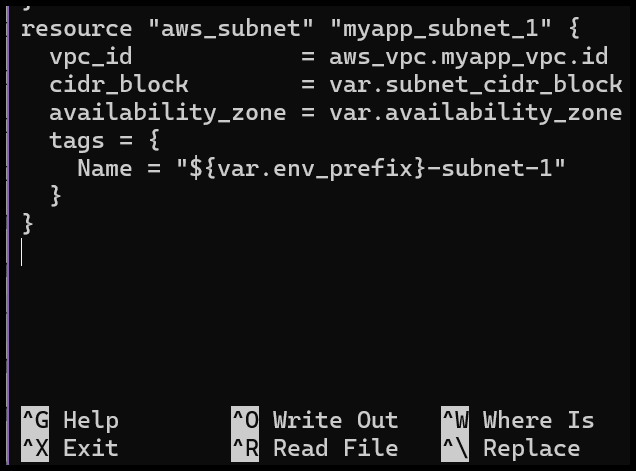 resource "aws_subnet" "myapp_subnet_1" {
  vpc_id            = aws_vpc.myapp_vpc.id
  cidr_block        = var.subnet_cidr_block
  availability_zone = var.availability_zone
  tags = {
    Name = "${var.env_prefix}-subnet-1"
  }
}
^G Help        ^O Write Out   ^W Where Is
^X Exit        ^R Read File   ^\ Replace